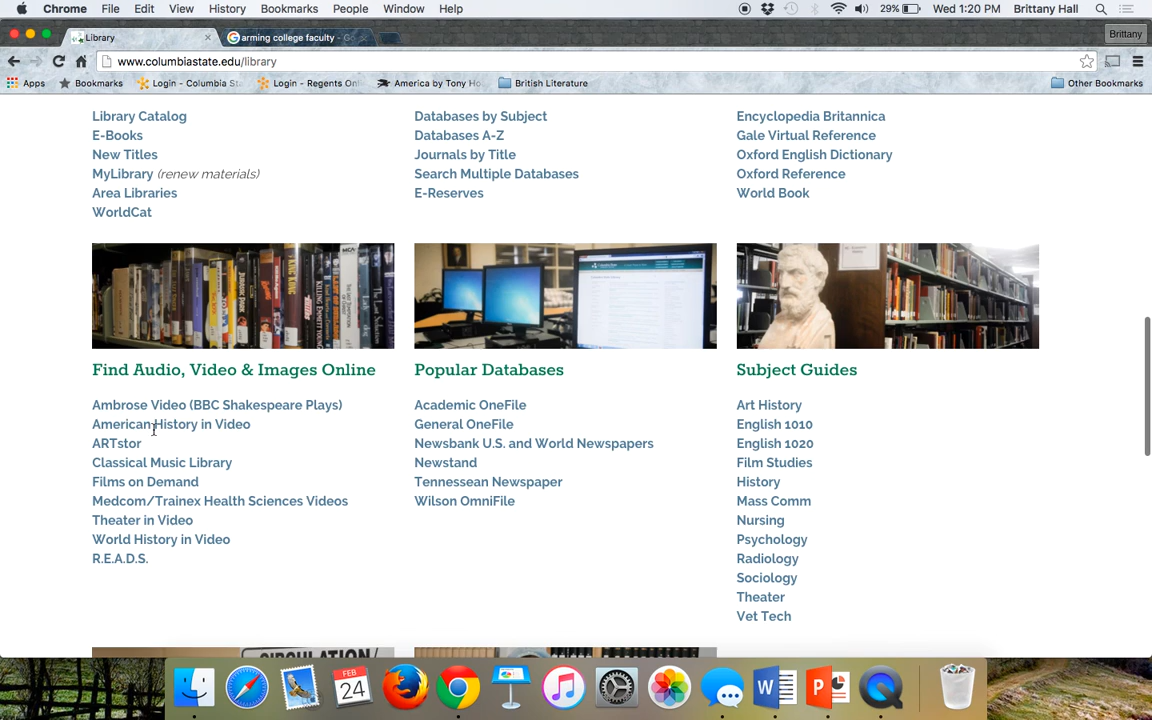 Chrome File Edit View History Bookmarks People Window Help 29% Wed 1:20 PM Brittany Hall
Library arming college faculty - Go Brittany
www.columbiastate.edu/library
Apps Bookmarks Login - Columbia St Login - Regents Onl America by Tony Ho British Literature Other Bookmarks
Library Catalog
E-Books
New Titles
MyLibrary (renew materials)
Area Libraries
WorldCat
Databases by Subject
Databases A-Z
Journals by Title
Search Multiple Databases
E-Reserves
Encyclopedia Britannica
Gale Virtual Reference
Oxford English Dictionary
Oxford Reference
World Book
Find Audio, Video & Images Online
Ambrose Video (BBC Shakespeare Plays)
American History in Video
ARTstor
Classical Music Library
Films on Demand
Medcom/Trainex Health Sciences Videos
Theater in Video
World History in Video
R.E.A.D.S.
Popular Databases
Academic OneFile
General OneFile
Newsbank U.S. and World Newspapers
Newstand
Tennessean Newspaper
Wilson OmniFile
Subject Guides
Art History
English 1010
English 1020
Film Studies
History
Mass Comm
Nursing
Psychology
Radiology
Sociology
Theater
Vet Tech
FEB
24